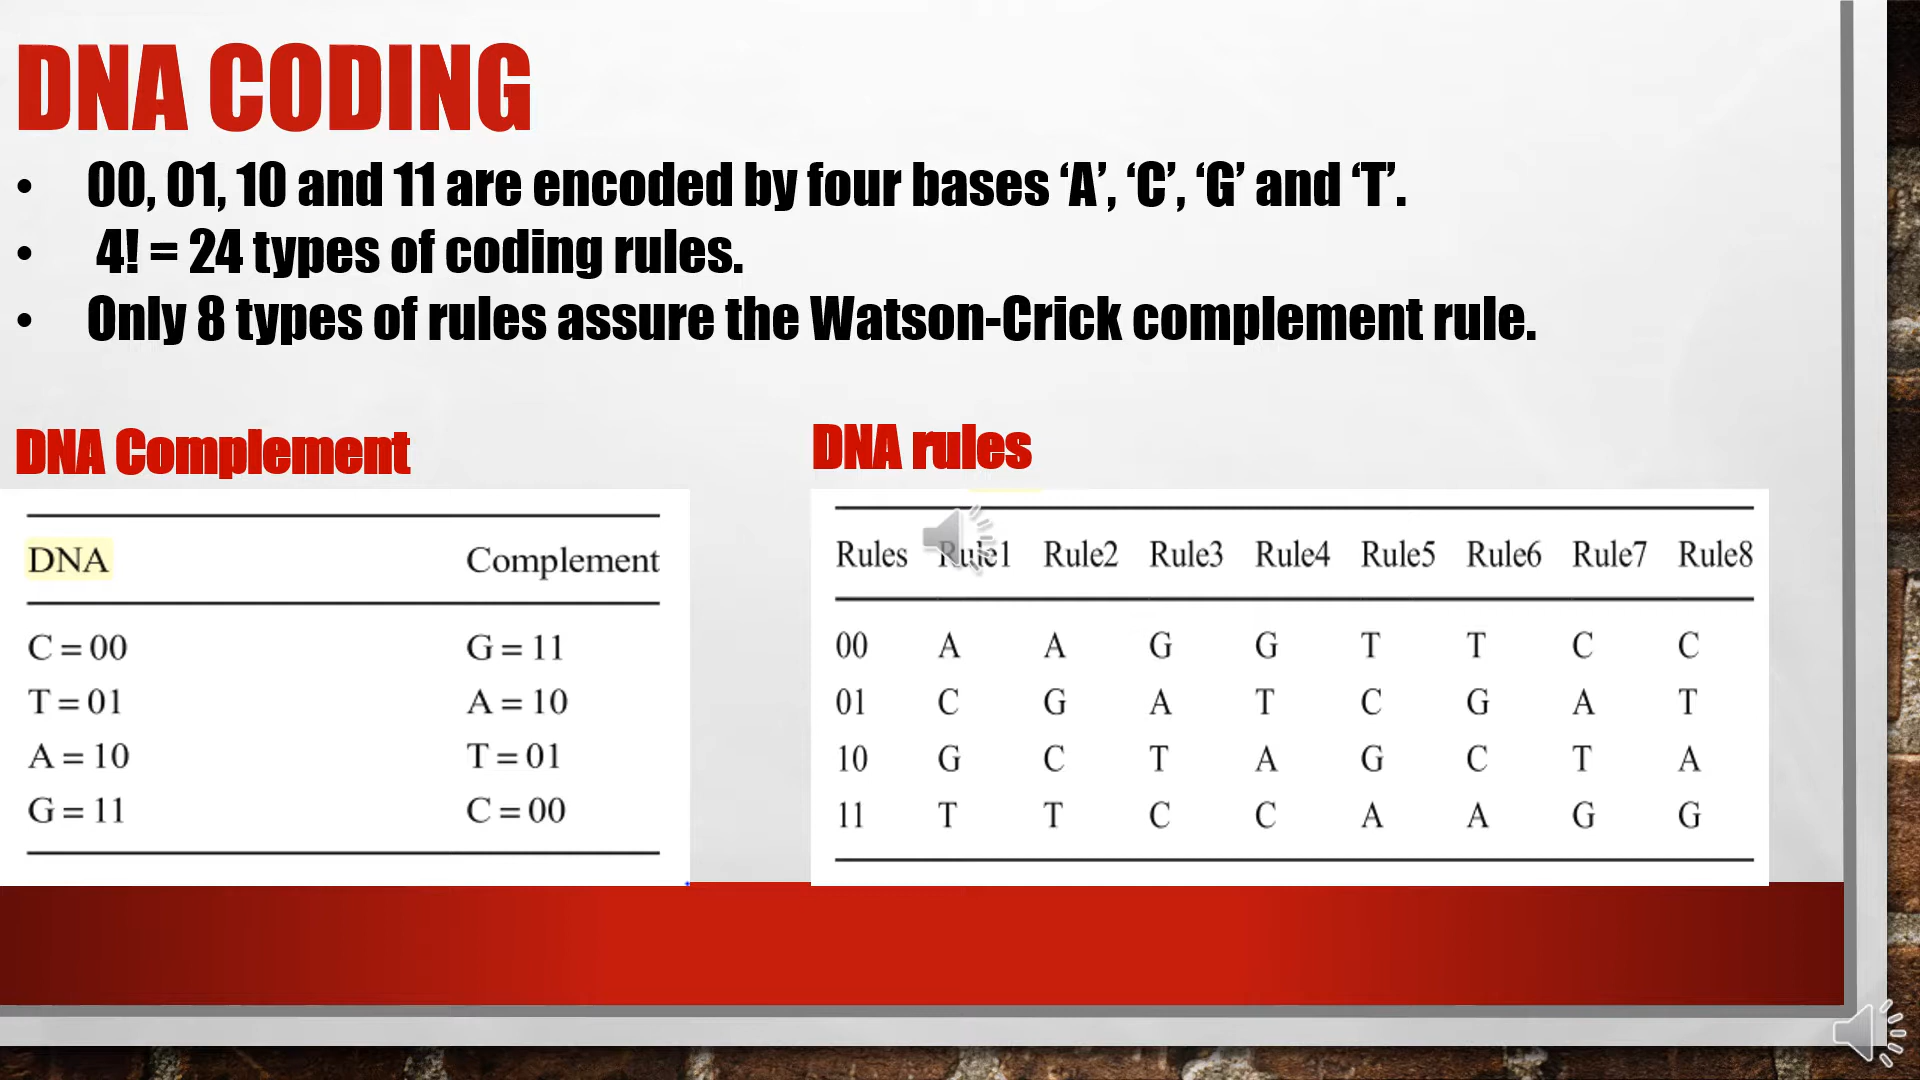 DNA CODING
• 00, 01, 10 and 11 are encoded by four bases ‘A’, ‘C’, ‘G’ and ‘T’.
• 4! = 24 types of coding rules.
• Only 8 types of rules assure the Watson-Crick complement rule.
DNA Complement
DNA Complement
C = 00 G = 11
T = 01 A = 10
A = 10 T = 01
G = 11 C = 00
DNA rules
Rules Rule1 Rule2 Rule3 Rule4 Rule5 Rule6 Rule7 Rule8
00 A A G G T T C C
01 C G A T C G A T
10 G C T A G C T A
11 T T C C A A G G